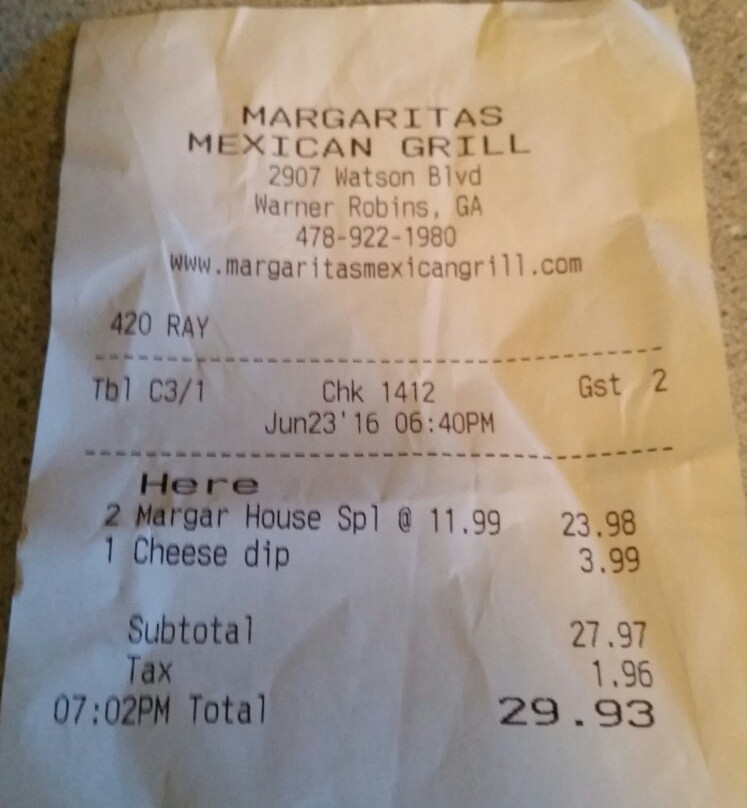 MARGARITAS
MEXICAN GRILL
2907 Watson Blvd
Warner Robins, GA
478-922-1980
www.margaritasmexicangrill.com
420 RAY
Tbl C3/1 Chk 1412 Gst 2
Jun23'16 06:40PM
Here
2 Margar House Spl @ 11.99 23.98
1 Cheese dip 3.99
Subtotal 27.97
Tax 1.96
07:02PM Total 29.93